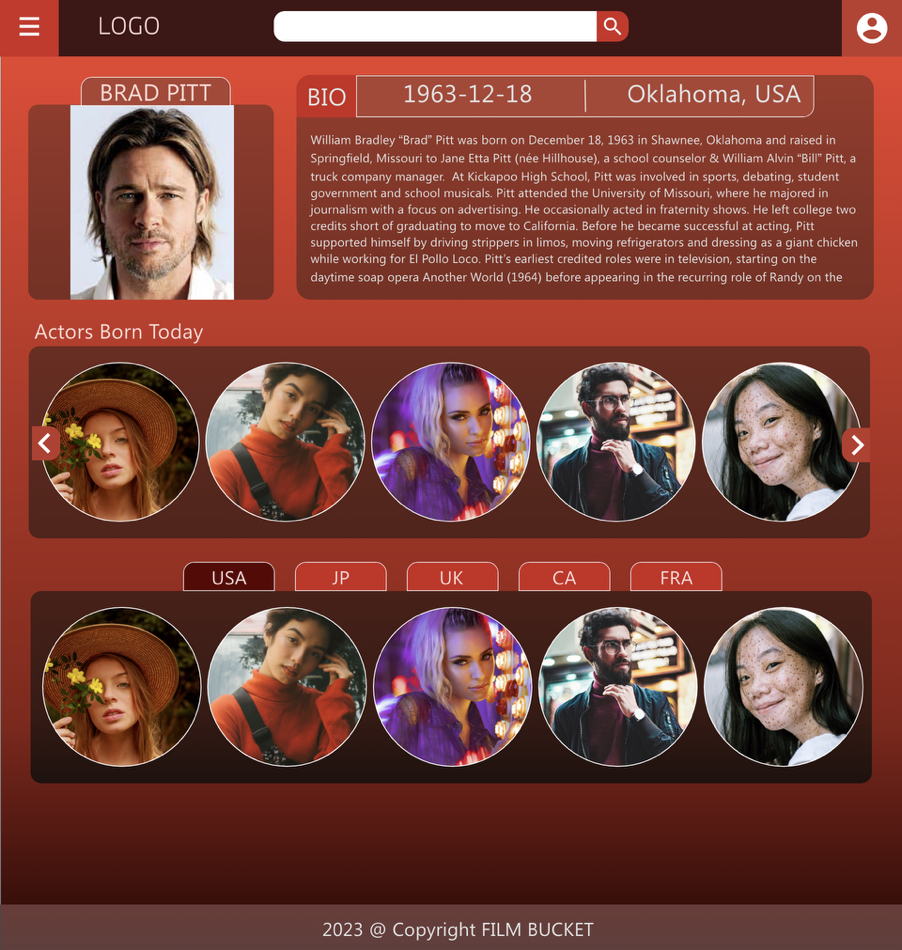 LOGO
BRAD PITT
BIO
1963-12-18
Oklahoma, USA
William Bradley “Brad” Pitt was born on December 18, 1963 in Shawnee, Oklahoma and raised in
Springfield, Missouri to Jane Etta Pitt (née Hillhouse), a school counselor & William Alvin “Bill” Pitt, a
truck company manager.  At Kickapoo High School, Pitt was involved in sports, debating, student
government and school musicals. Pitt attended the University of Missouri, where he majored in
journalism with a focus on advertising. He occasionally acted in fraternity shows. He left college two
credits short of graduating to move to California. Before he became successful at acting, Pitt
supported himself by driving strippers in limos, moving refrigerators and dressing as a giant chicken
while working for El Pollo Loco. Pitt’s earliest credited roles were in television, starting on the
daytime soap opera Another World (1964) before appearing in the recurring role of Randy on the
Actors Born Today
USA
JP
UK
CA
FRA
2023 @ Copyright FILM BUCKET